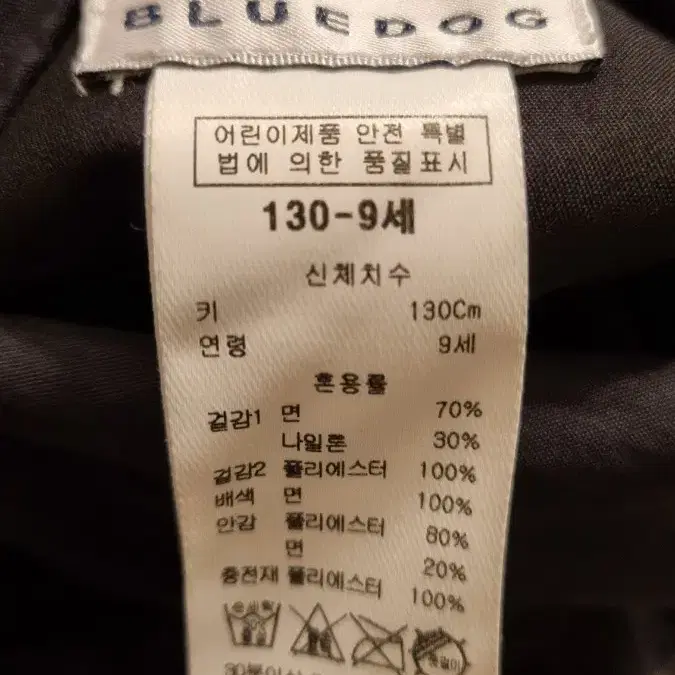 BLUEDOG
어린이제품 안전 특별
법에 의한 품질표시
130-9세
신체치수
키 130Cm
연령 9세
혼용률
겉감1 면 70%
나일론 30%
겉감2 폴리에스터 100%
배색 면 100%
안감 폴리에스터 80%
면 20%
충전재 폴리에스터 100%
손세탁